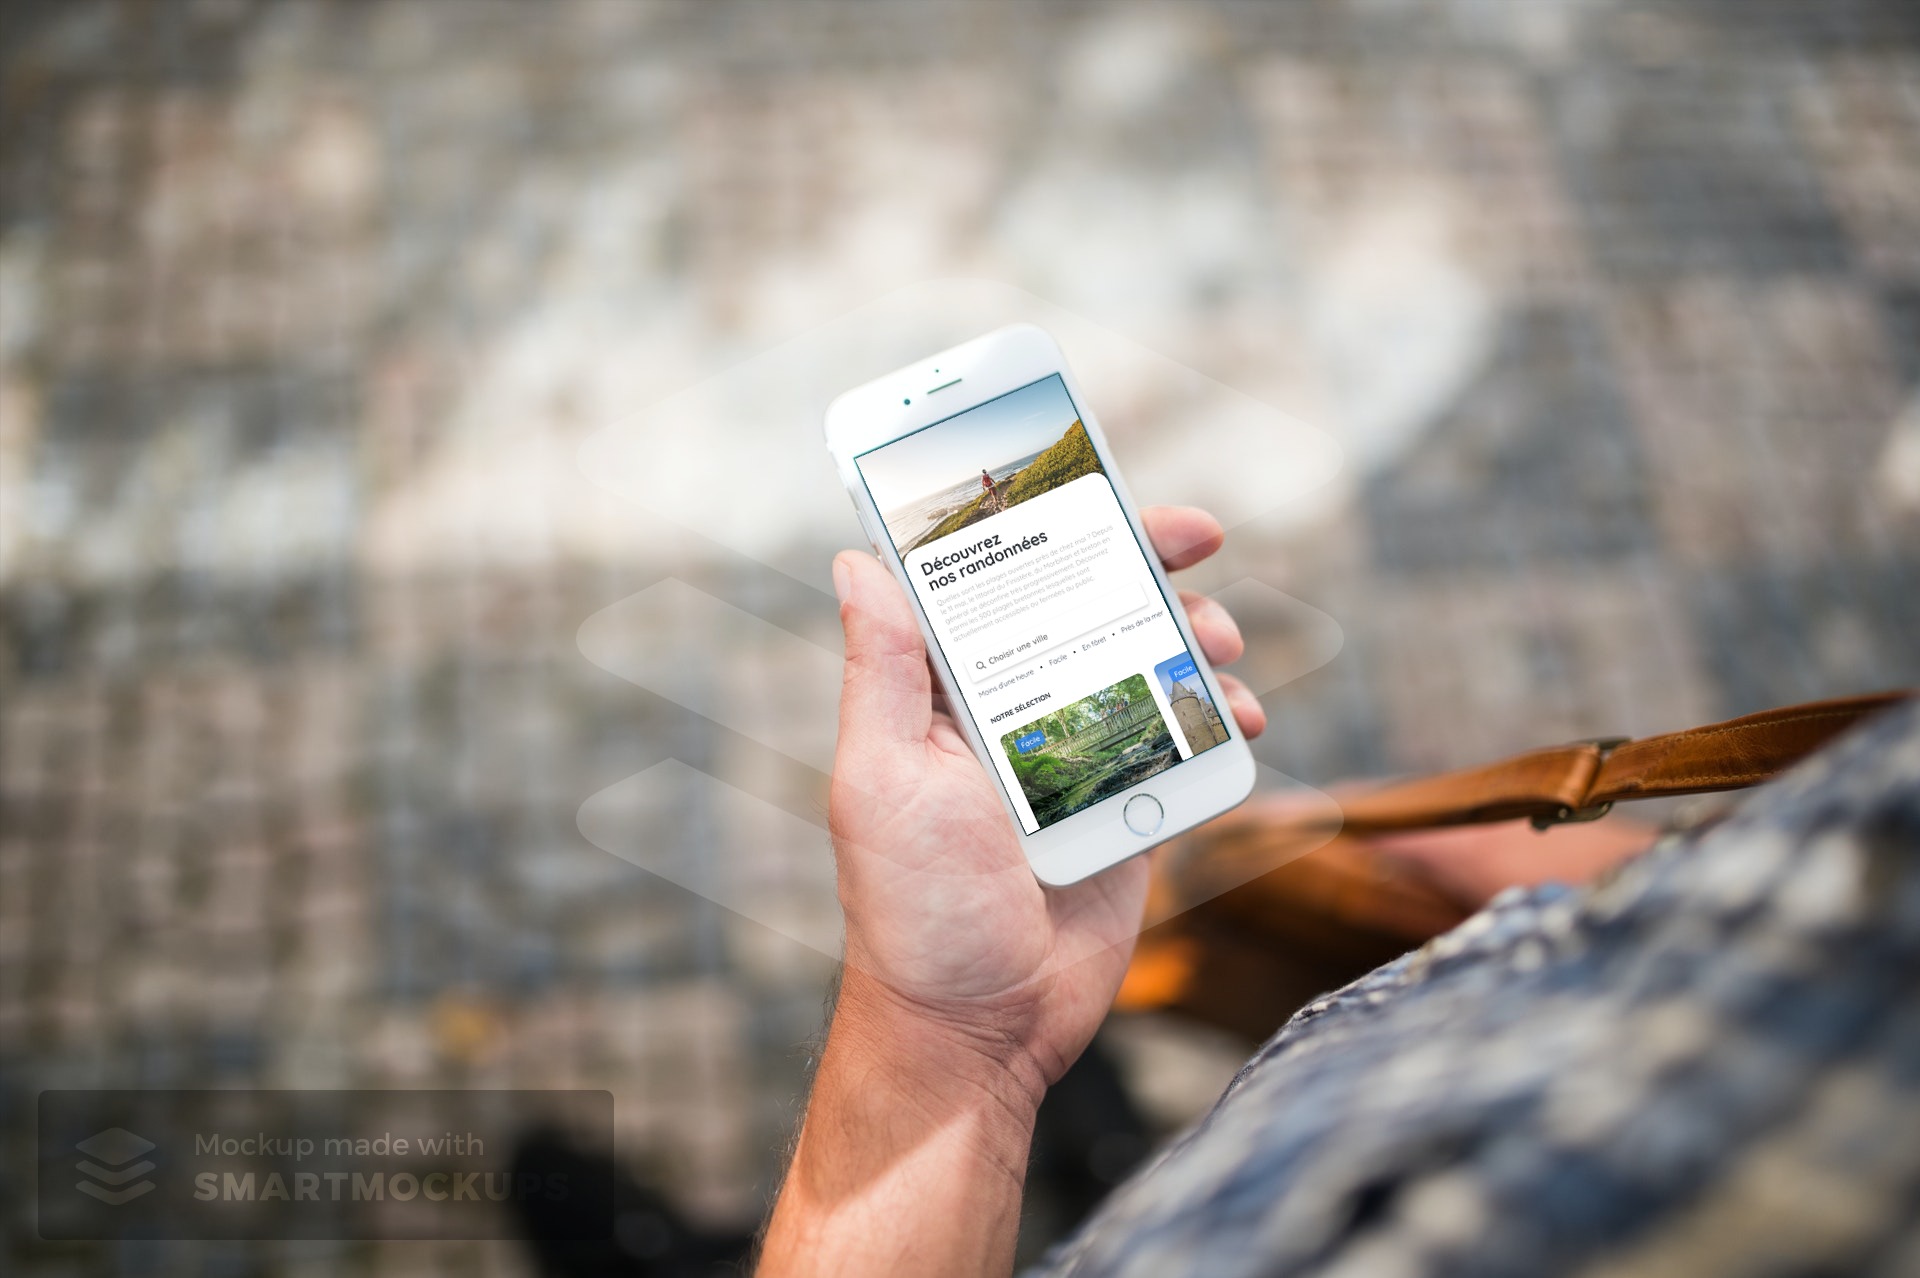 Découvrez
nos randonnées
Quelles sont les plages ouvertes près de chez moi ? Depuis
le 11 mai, le littoral du Finistère, du Morbihan et breton en
général se déconfine très progressivement. Découvrez
parmi les 500 plages bretonnes lesquelles sont
actuellement accessibles ou fermées au public.
Choisir une ville
Moins d'une heure • Facile • En fôret • Près de la mer
NOTRE SÉLECTION
Facile
Facile
Mockup made with
SMARTMOCKUPS